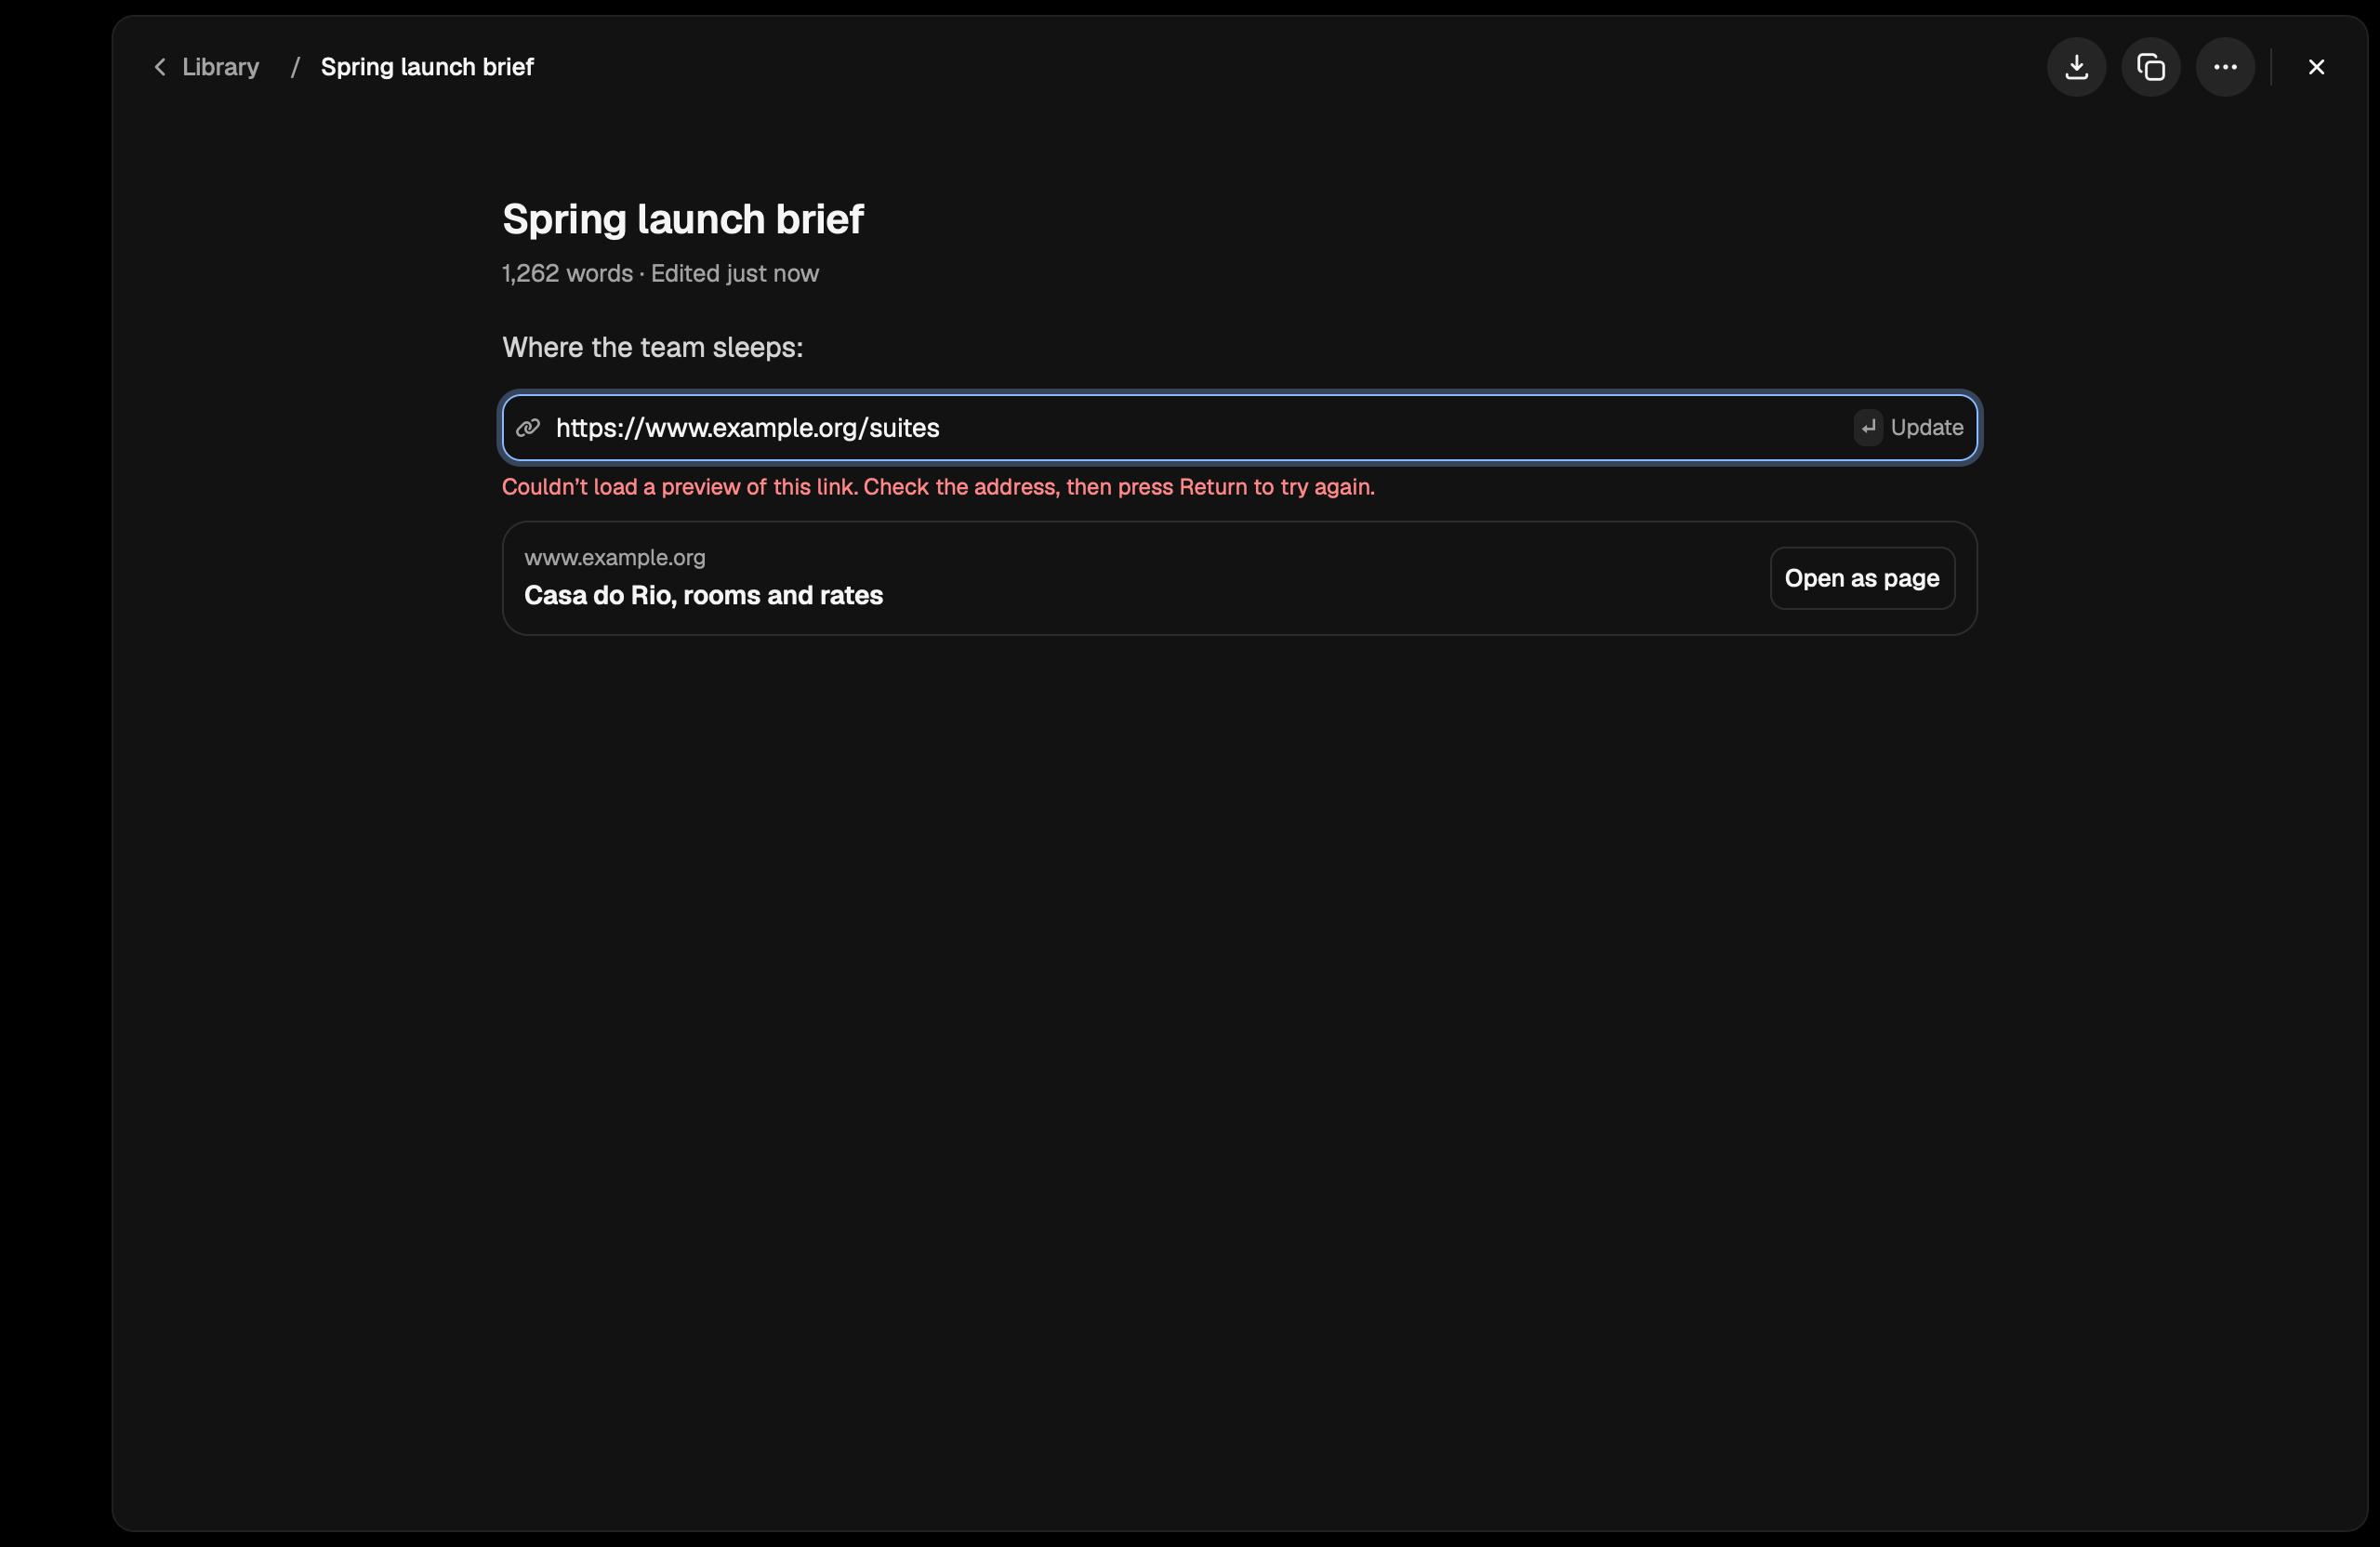 Library / Spring launch brief
Spring launch brief
1,262 words · Edited just now
Where the team sleeps:
https://www.example.org/suites Update
Couldn’t load a preview of this link. Check the address, then press Return to try again.
www.example.org
Casa do Rio, rooms and rates
Open as page